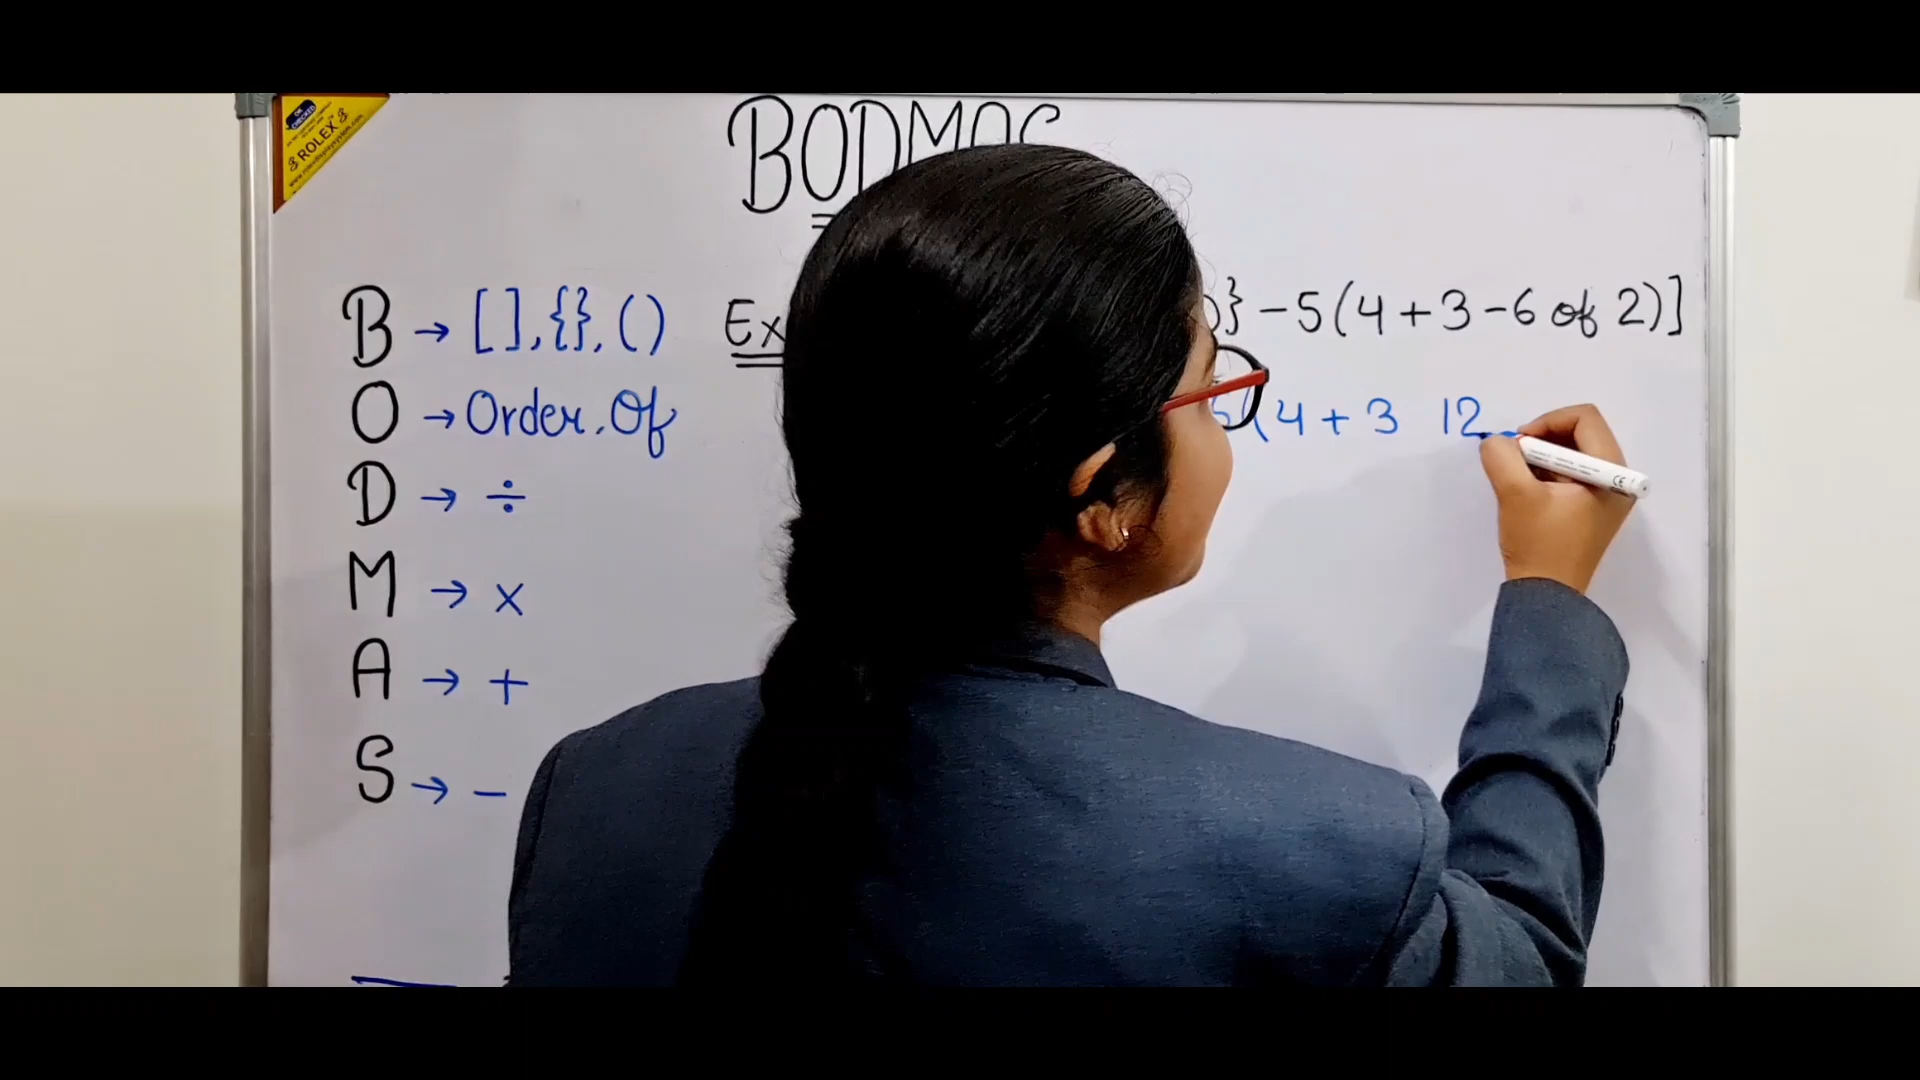 ROLEX
BODMAS
B → [ ], { }, ( )
Ex
} - 5(4 + 3 - 6 of 2)]
O → Order, Of
(4 + 3 12
D → ÷
M → ×
A → +
S → -